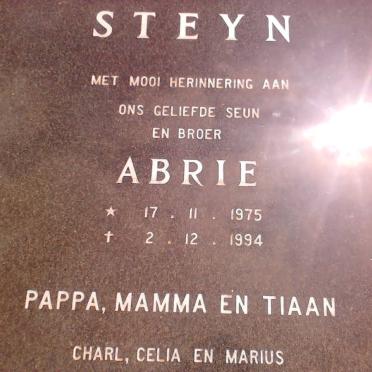 STEYN
MET MOOI HERINNERING AAN
ONS GELIEFDE SEUN
EN BROER
ABRIE
★ 17 . 11 . 1975
✝ 2 . 12 . 1994
PAPPA, MAMMA EN TIAAN
CHARL, CELIA EN MARIUS